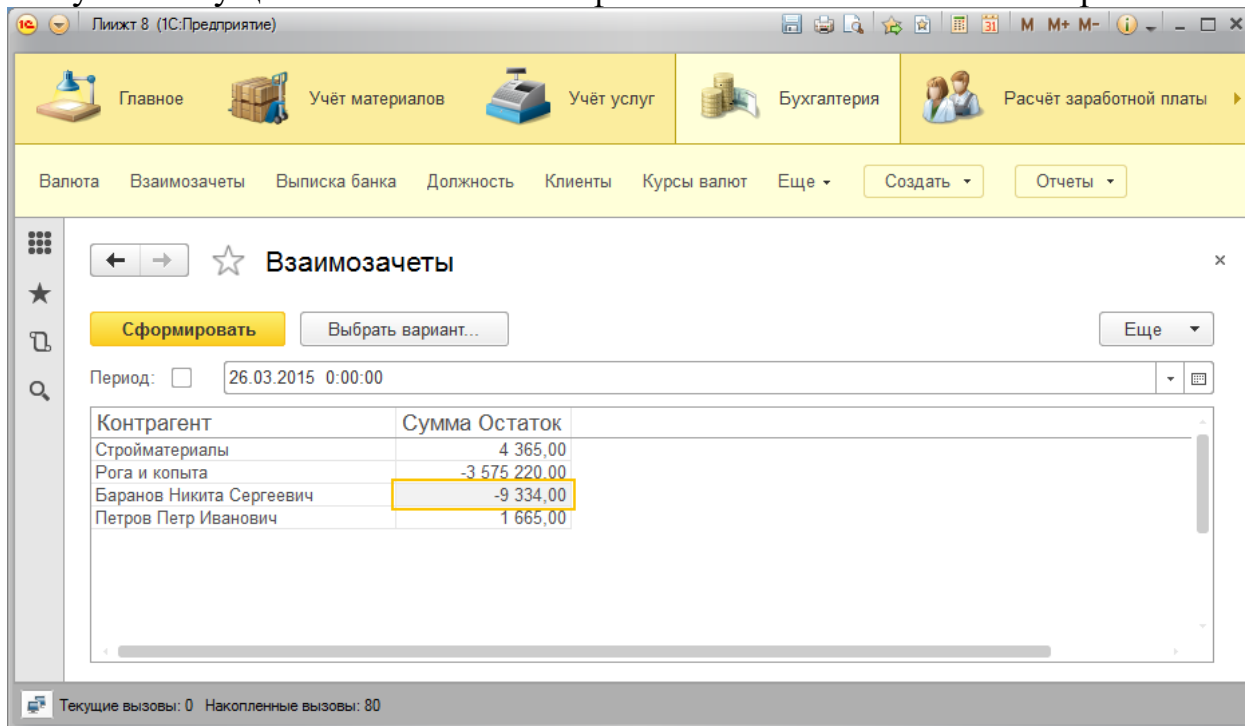 Пиижт 8 (1С:Предприятие)
31 M M+ M-
Главное Учёт материалов Учёт услуг Бухгалтерия Расчёт заработной платы
Валюта Взаимозачеты Выписка банка Должность Клиенты Курсы валют Еще Создать Отчеты
Взаимозачеты
Сформировать Выбрать вариант... Еще
Период: 26.03.2015 0:00:00
Контрагент Сумма Остаток
Стройматериалы 4 365,00
Рога и копыта -3 575 220,00
Баранов Никита Сергеевич -9 334,00
Петров Петр Иванович 1 665,00
Текущие вызовы: 0 Накопленные вызовы: 80